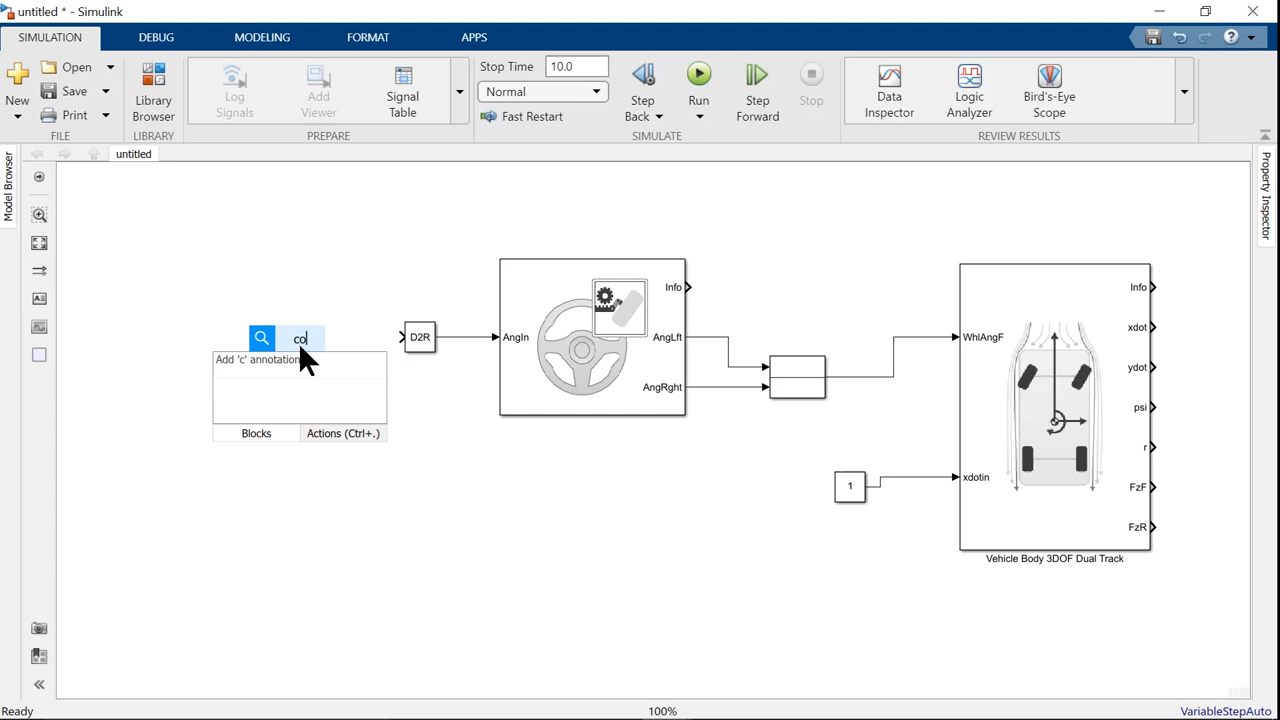 untitled * - Simulink
SIMULATION DEBUG MODELING FORMAT APPS
New
Open
Save
Print
FILE
Library Browser
LIBRARY
Log Signals
Add Viewer
Signal Table
PREPARE
Stop Time 10.0
Normal
Fast Restart
Step Back
Run
Step Forward
Stop
SIMULATE
Data Inspector
Logic Analyzer
Bird's-Eye Scope
REVIEW RESULTS
Model Browser
untitled
Property Inspector
co
Add 'c' annotation
Blocks
Actions (Ctrl+.)
D2R
AngIn
Info
AngLft
AngRght
1
WhlAngF
xdotin
Info
xdot
ydot
psi
r
FzF
FzR
Vehicle Body 3DOF Dual Track
Ready
100%
VariableStepAuto